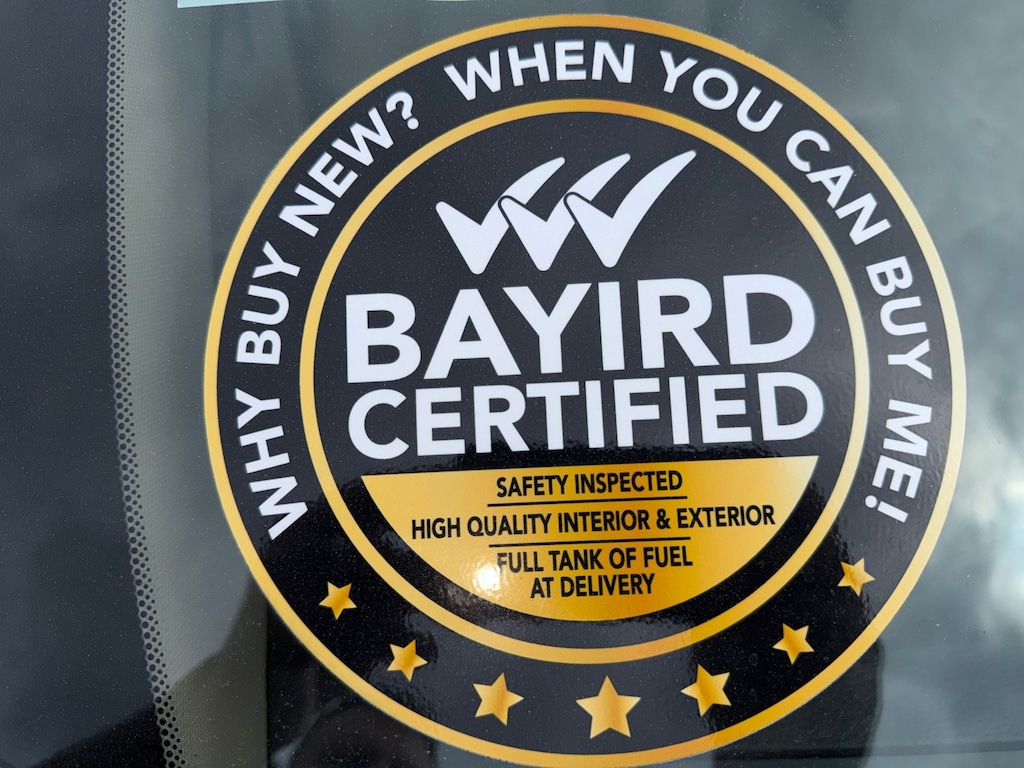 WHY BUY NEW? WHEN YOU CAN BUY ME!
BAYIRD
CERTIFIED
SAFETY INSPECTED
HIGH QUALITY INTERIOR & EXTERIOR
FULL TANK OF FUEL
AT DELIVERY